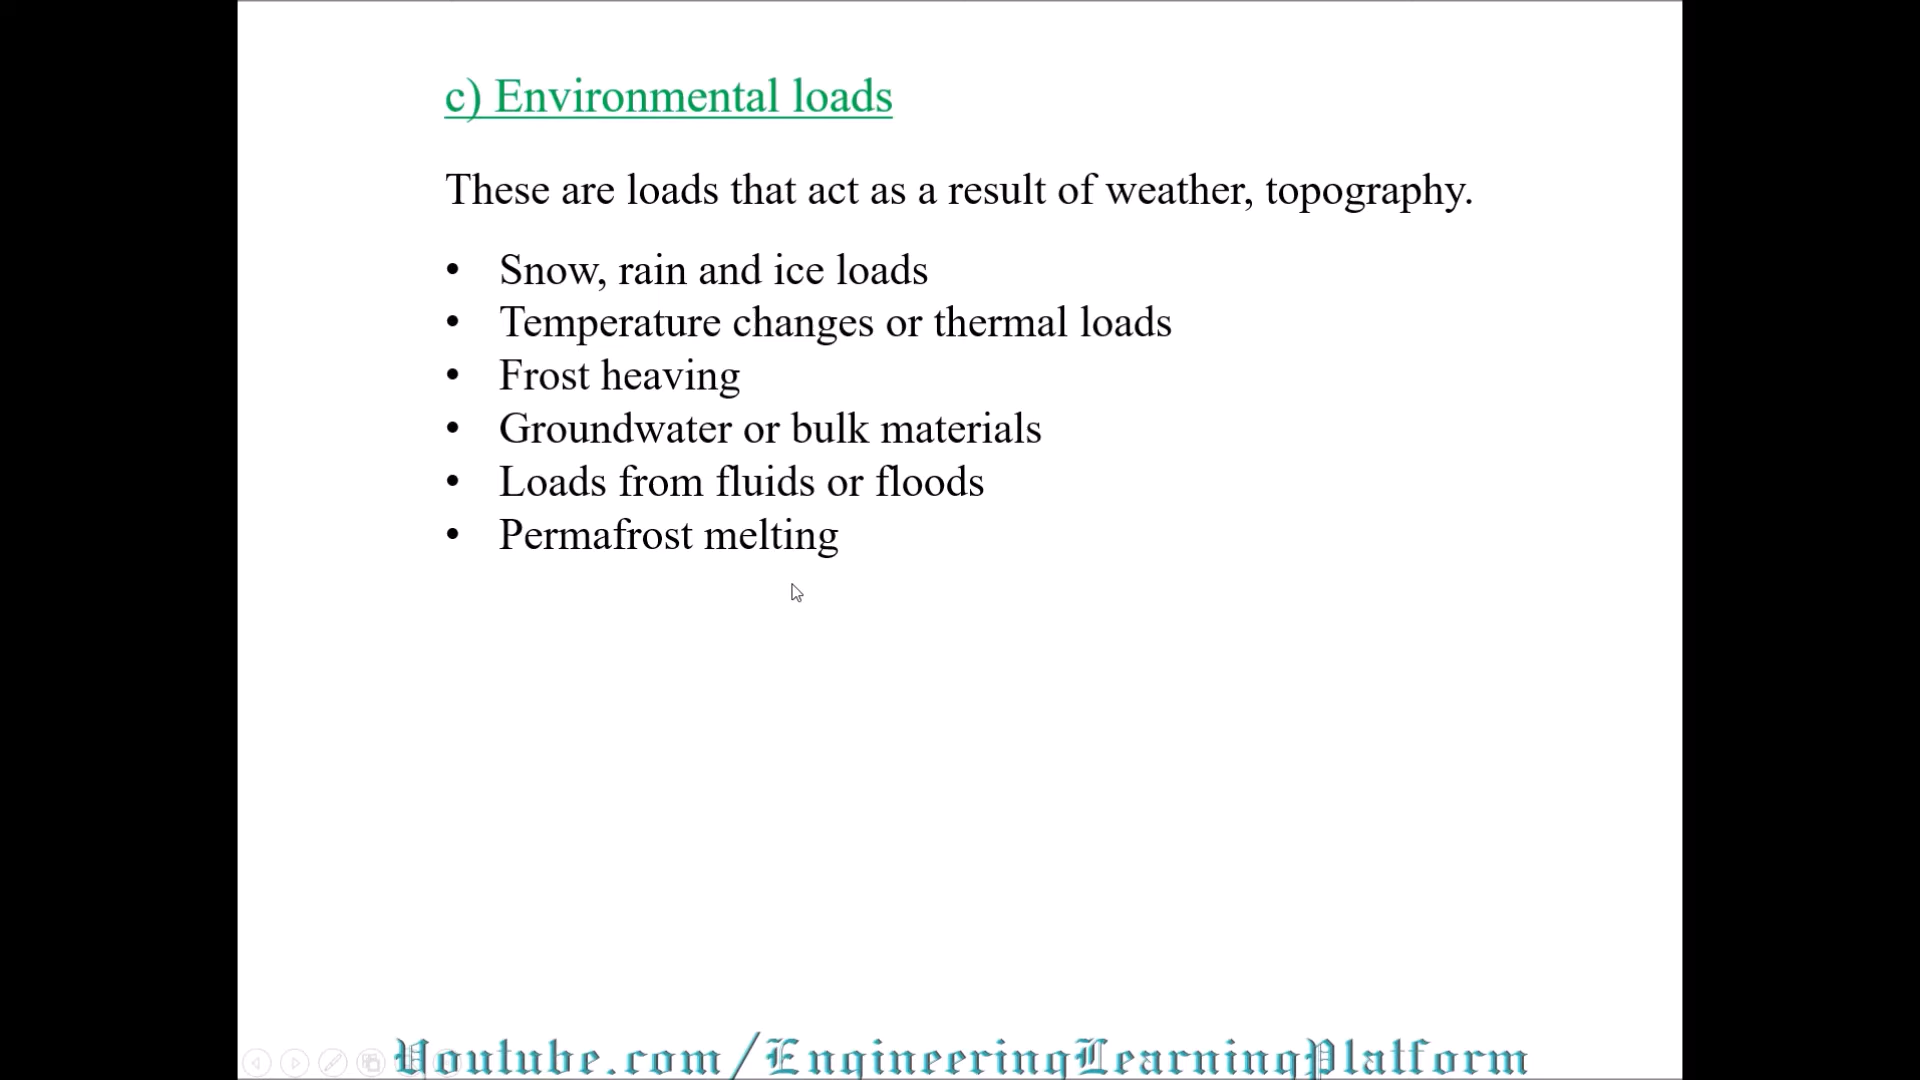 c) Environmental loads
These are loads that act as a result of weather, topography.
• Snow, rain and ice loads
• Temperature changes or thermal loads
• Frost heaving
• Groundwater or bulk materials
• Loads from fluids or floods
• Permafrost melting
Youtube.com/EngineeringLearningPlatform